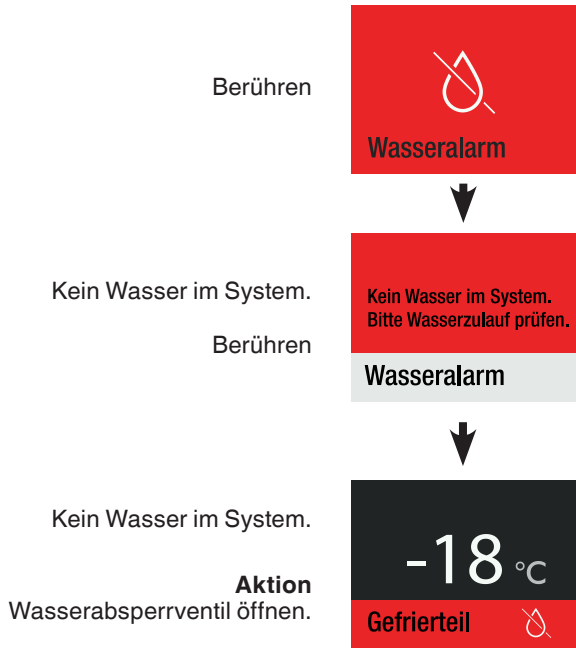 Berühren
Wasseralarm
Kein Wasser im System.
Berühren
Kein Wasser im System.
Bitte Wasserzulauf prüfen.
Wasseralarm
Kein Wasser im System.
Aktion
Wasserabsperrventil öffnen.
-18 °C
Gefrierteil